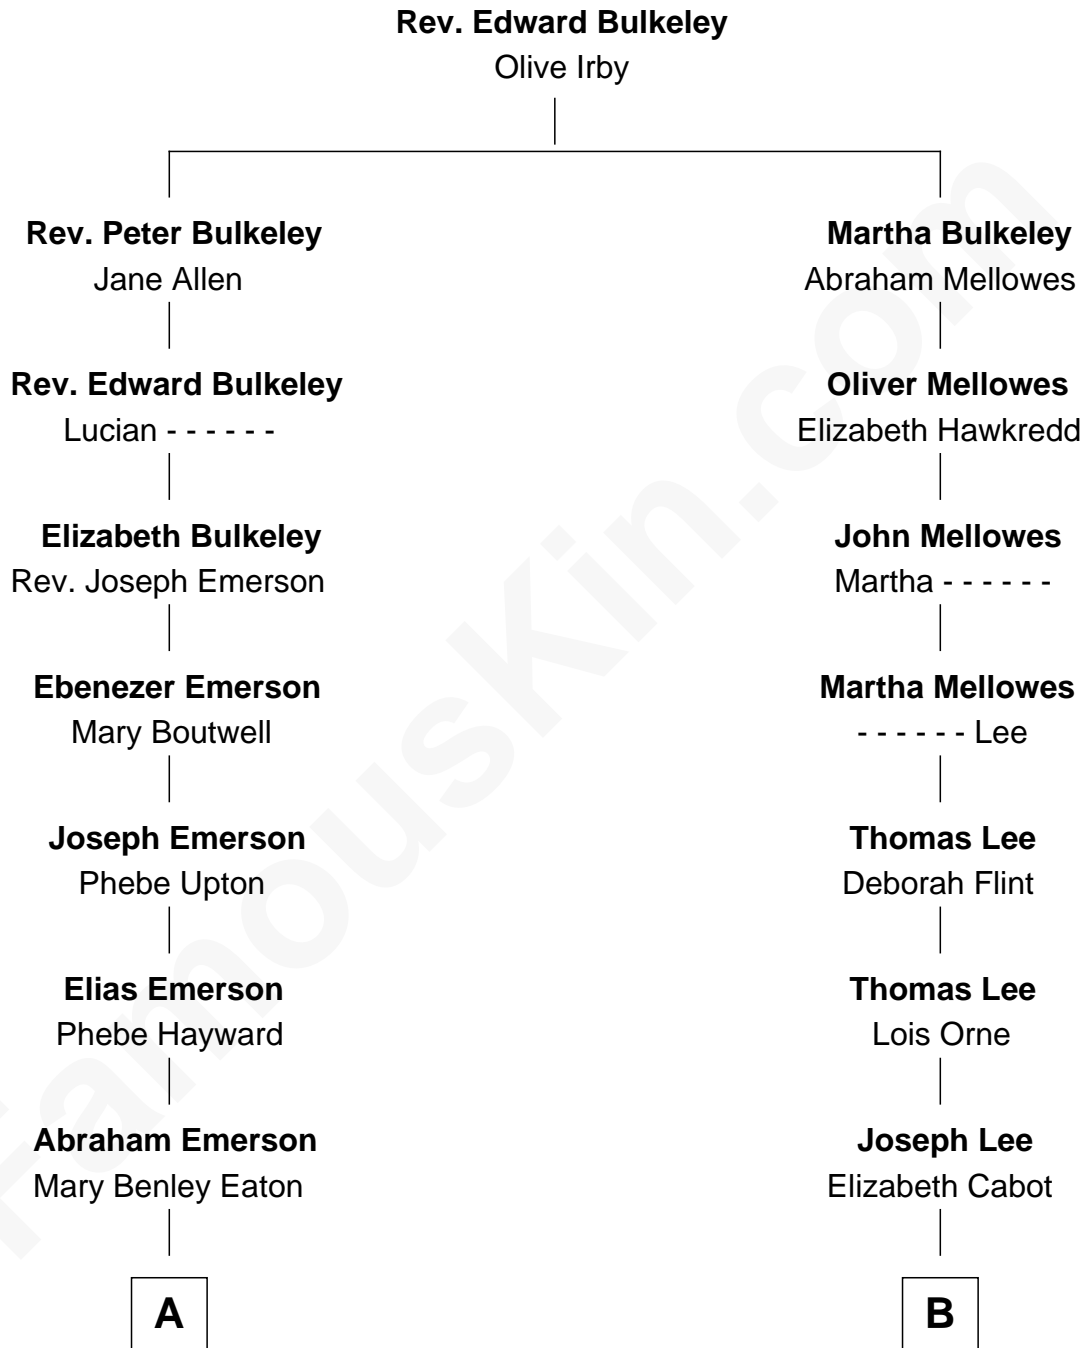 Rev. Edward Bulkeley
Olive Irby
Rev. Peter Bulkeley
Jane Allen
Martha Bulkeley
Abraham Mellowes
Rev. Edward Bulkeley
Lucian - - - - - -
Oliver Mellowes
Elizabeth Hawkredd
Elizabeth Bulkeley
Rev. Joseph Emerson
John Mellowes
Martha - - - - - -
Ebenezer Emerson
Mary Boutwell
Martha Mellowes
- - - - - - Lee
Joseph Emerson
Phebe Upton
Thomas Lee
Deborah Flint
Elias Emerson
Phebe Hayward
Thomas Lee
Lois Orne
Abraham Emerson
Mary Benley Eaton
Joseph Lee
Elizabeth Cabot
A
B
FamousKin.com